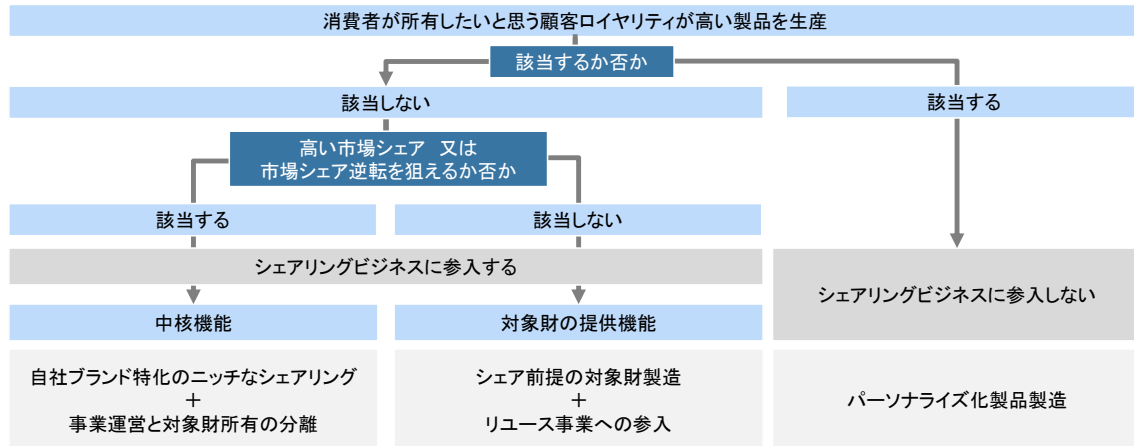 消費者が所有したいと思う顧客ロイヤリティが高い製品を生産
該当するか否か
該当しない
該当する
高い市場シェア 又は
市場シェア逆転を狙えるか否か
該当する
該当しない
シェアリングビジネスに参入する
シェアリングビジネスに参入しない
中核機能
対象財の提供機能
自社ブランド特化のニッチなシェアリング
+
事業運営と対象財所有の分離
シェア前提の対象財製造
+
リユース事業への参入
パーソナライズ化製品製造